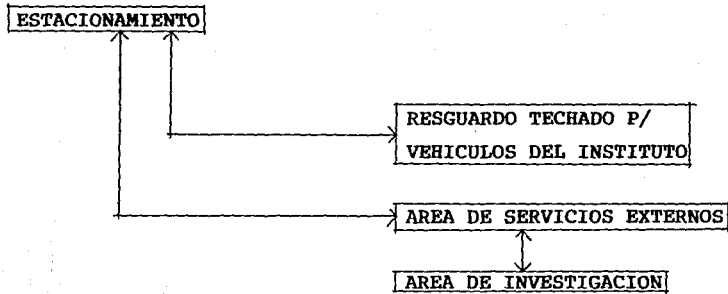 ESTACIONAMIENTO
RESGUARDO TECHADO P/
VEHICULOS DEL INSTITUTO
AREA DE SERVICIOS EXTERNOS
AREA DE INVESTIGACION